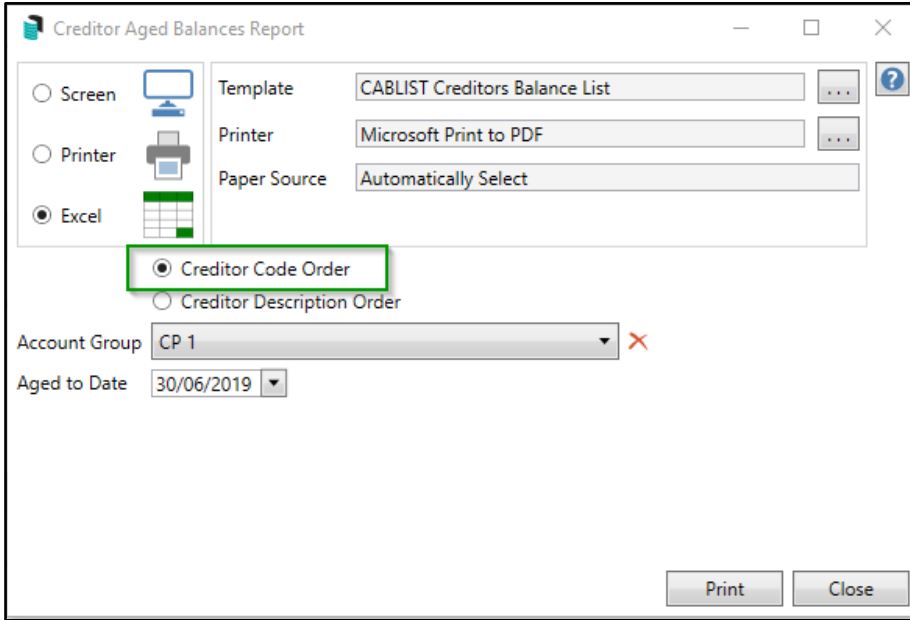 Creditor Aged Balances Report
Screen
Printer
Excel
Template CABLIST Creditors Balance List ...
Printer Microsoft Print to PDF ...
Paper Source Automatically Select
?
Creditor Code Order
Creditor Description Order
Account Group CP 1
Aged to Date 30/06/2019
Print Close